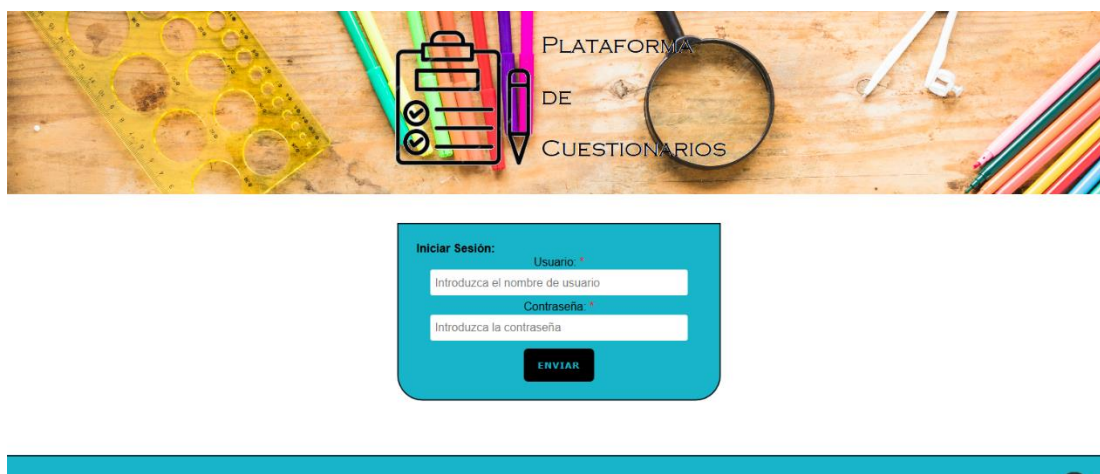 Plataforma
de
Cuestionarios
Iniciar Sesión:
Usuario: *
Introduzca el nombre de usuario
Contraseña: *
Introduzca la contraseña
ENVIAR